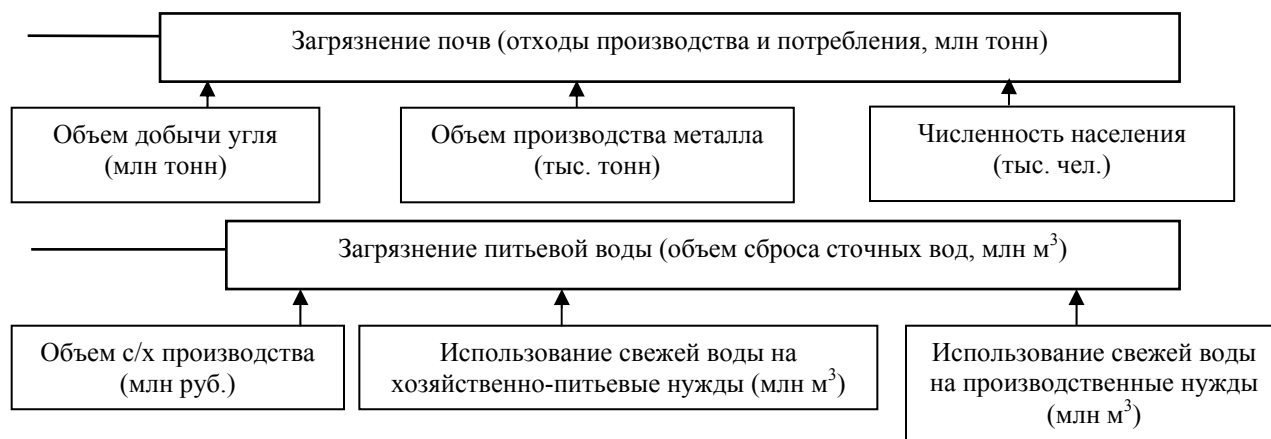 Загрязнение почв (отходы производства и потребления, млн тонн)
Объем добычи угля
(млн тонн)
Объем производства металла
(тыс. тонн)
Численность населения
(тыс. чел.)
Загрязнение питьевой воды (объем сброса сточных вод, млн м³)
Объем с/х производства
(млн руб.)
Использование свежей воды на
хозяйственно-питьевые нужды (млн м³)
Использование свежей воды
на производственные нужды
(млн м³)